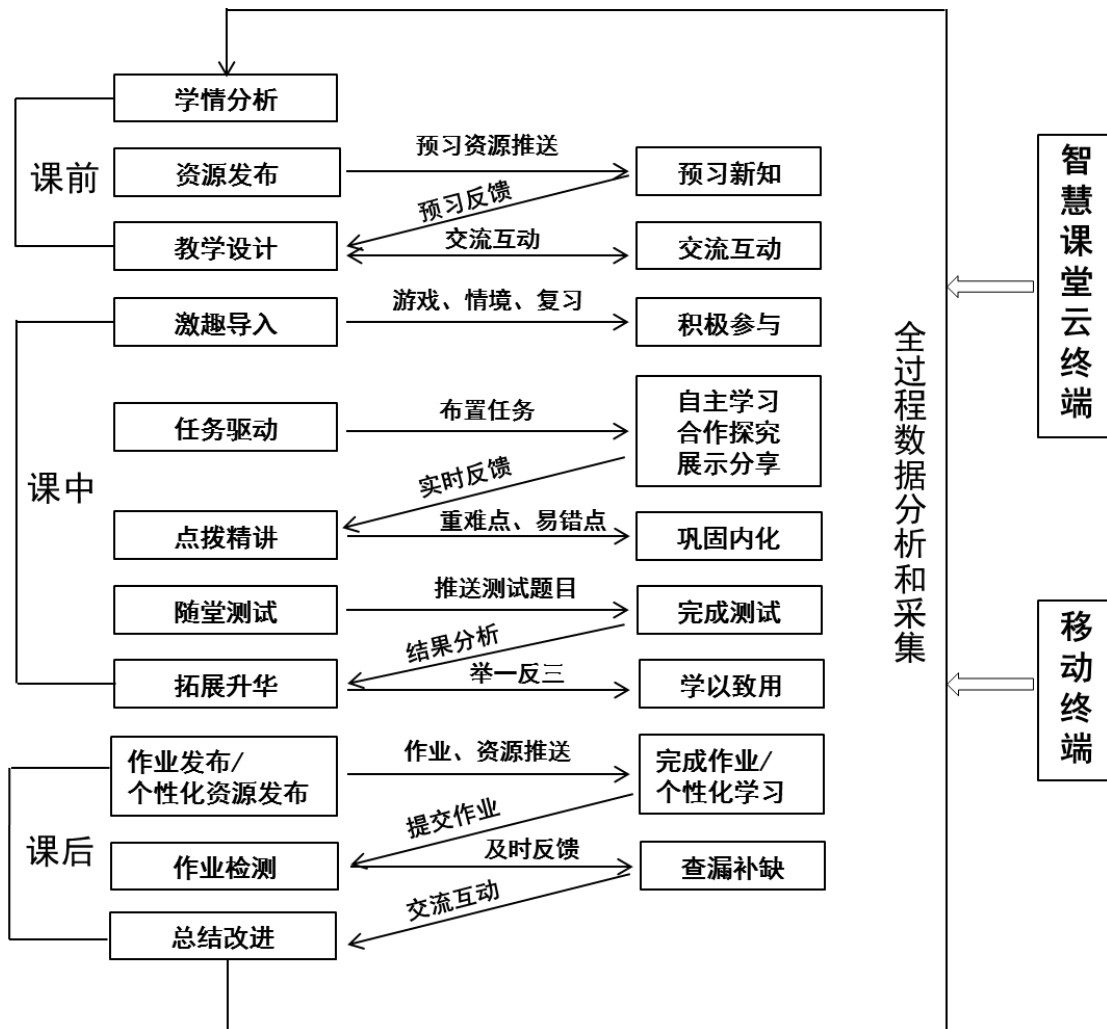 学情分析
课前
资源发布
预习资源推送
预习新知
预习反馈
教学设计
交流互动
交流互动
激趣导入
游戏、情境、复习
积极参与
课中
任务驱动
布置任务
自主学习
合作探究
展示分享
实时反馈
点拨精讲
重难点、易错点
巩固内化
随堂测试
推送测试题目
完成测试
结果分析
拓展升华
举一反三
学以致用
课后
作业发布/
个性化资源发布
作业、资源推送
完成作业/
个性化学习
提交作业
作业检测
及时反馈
查漏补缺
交流互动
总结改进
全过程数据分析和采集
智慧课堂云终端
移动终端